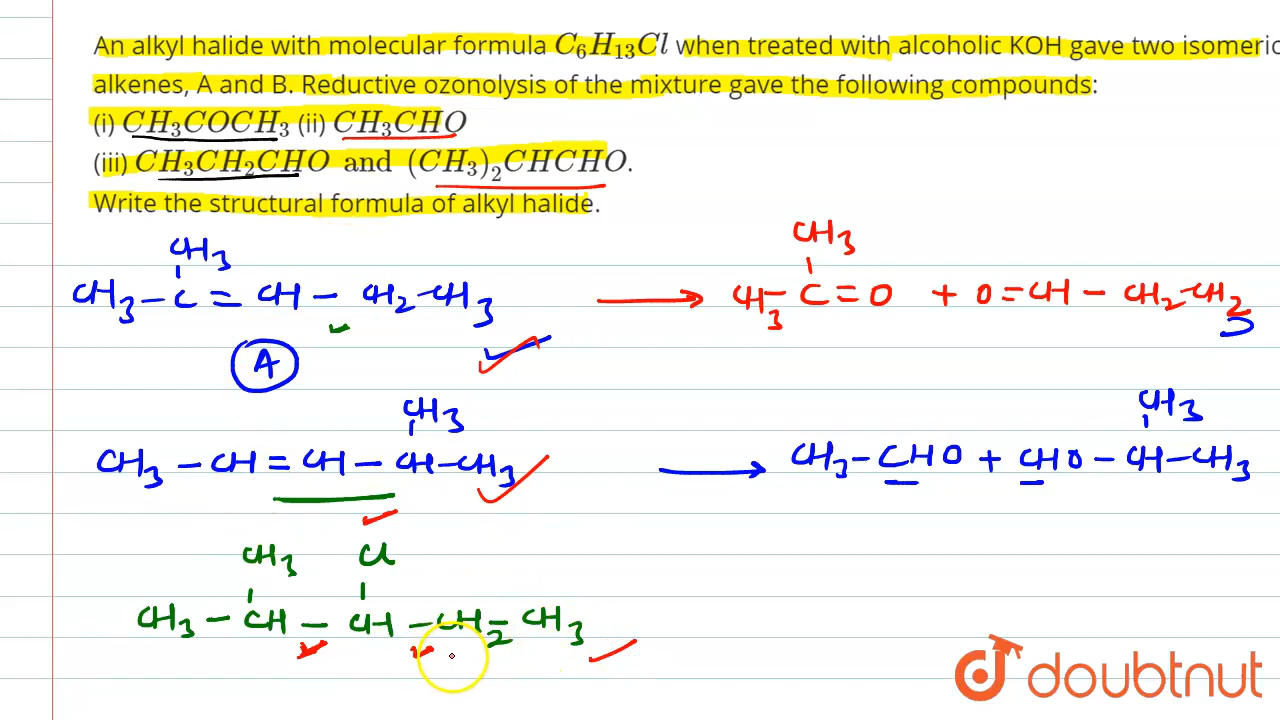 An alkyl halide with molecular formula C₆H₁₃Cl when treated with alcoholic KOH gave two isomeric
alkenes, A and B. Reductive ozonolysis of the mixture gave the following compounds:
(i) CH₃COCH₃ (ii) CH₃CHO
(iii) CH₃CH₂CHO and (CH₃)₂CHCHO.
Write the structural formula of alkyl halide.
CH₃ CH₃
CH₃ – C = CH – CH₂–CH₃ → CH₃– C = O + O=CH – CH₂–CH₂
3
A
CH₃ CH₃
CH₃ – CH = CH – CH–CH₃ → CH₃–CHO + CHO – CH–CH₃
CH₃ Cl
CH₃ – CH – CH – CH₂– CH₃
doubtnut